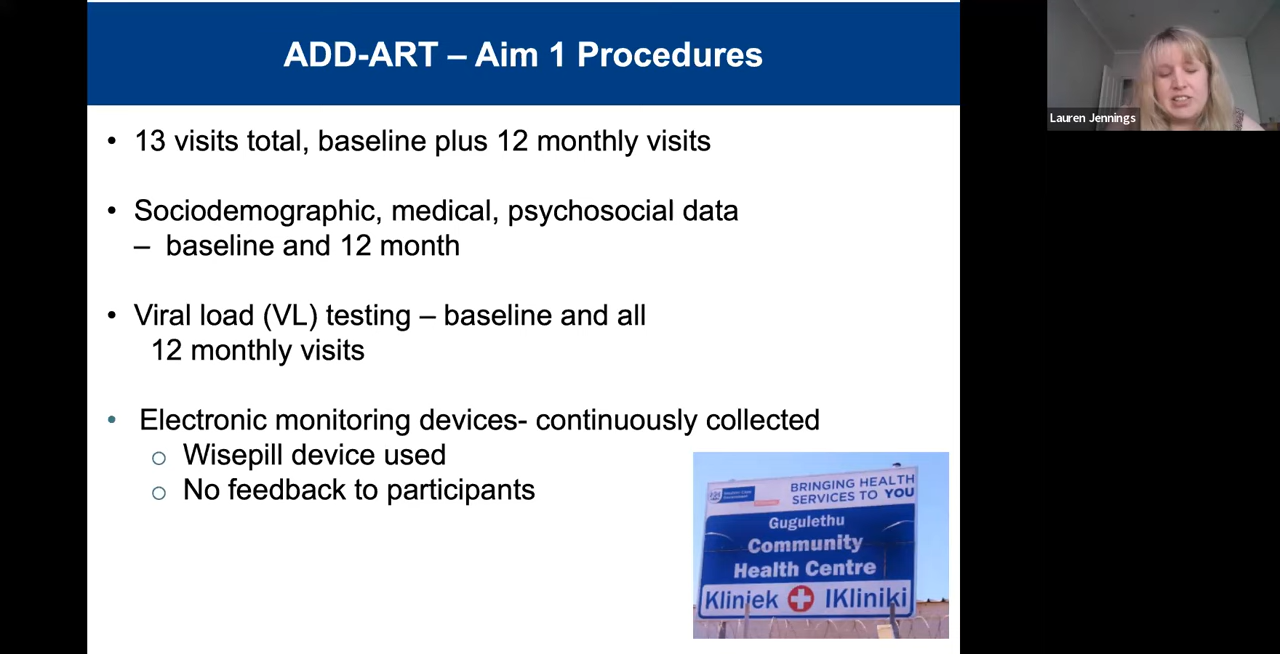 ADD-ART – Aim 1 Procedures
• 13 visits total, baseline plus 12 monthly visits
• Sociodemographic, medical, psychosocial data
– baseline and 12 month
• Viral load (VL) testing – baseline and all
12 monthly visits
• Electronic monitoring devices- continuously collected
○ Wisepill device used
○ No feedback to participants
BRINGING HEALTH
SERVICES TO YOU
Gugulethu
Community
Health Centre
Kliniek IKliniki
Lauren Jennings